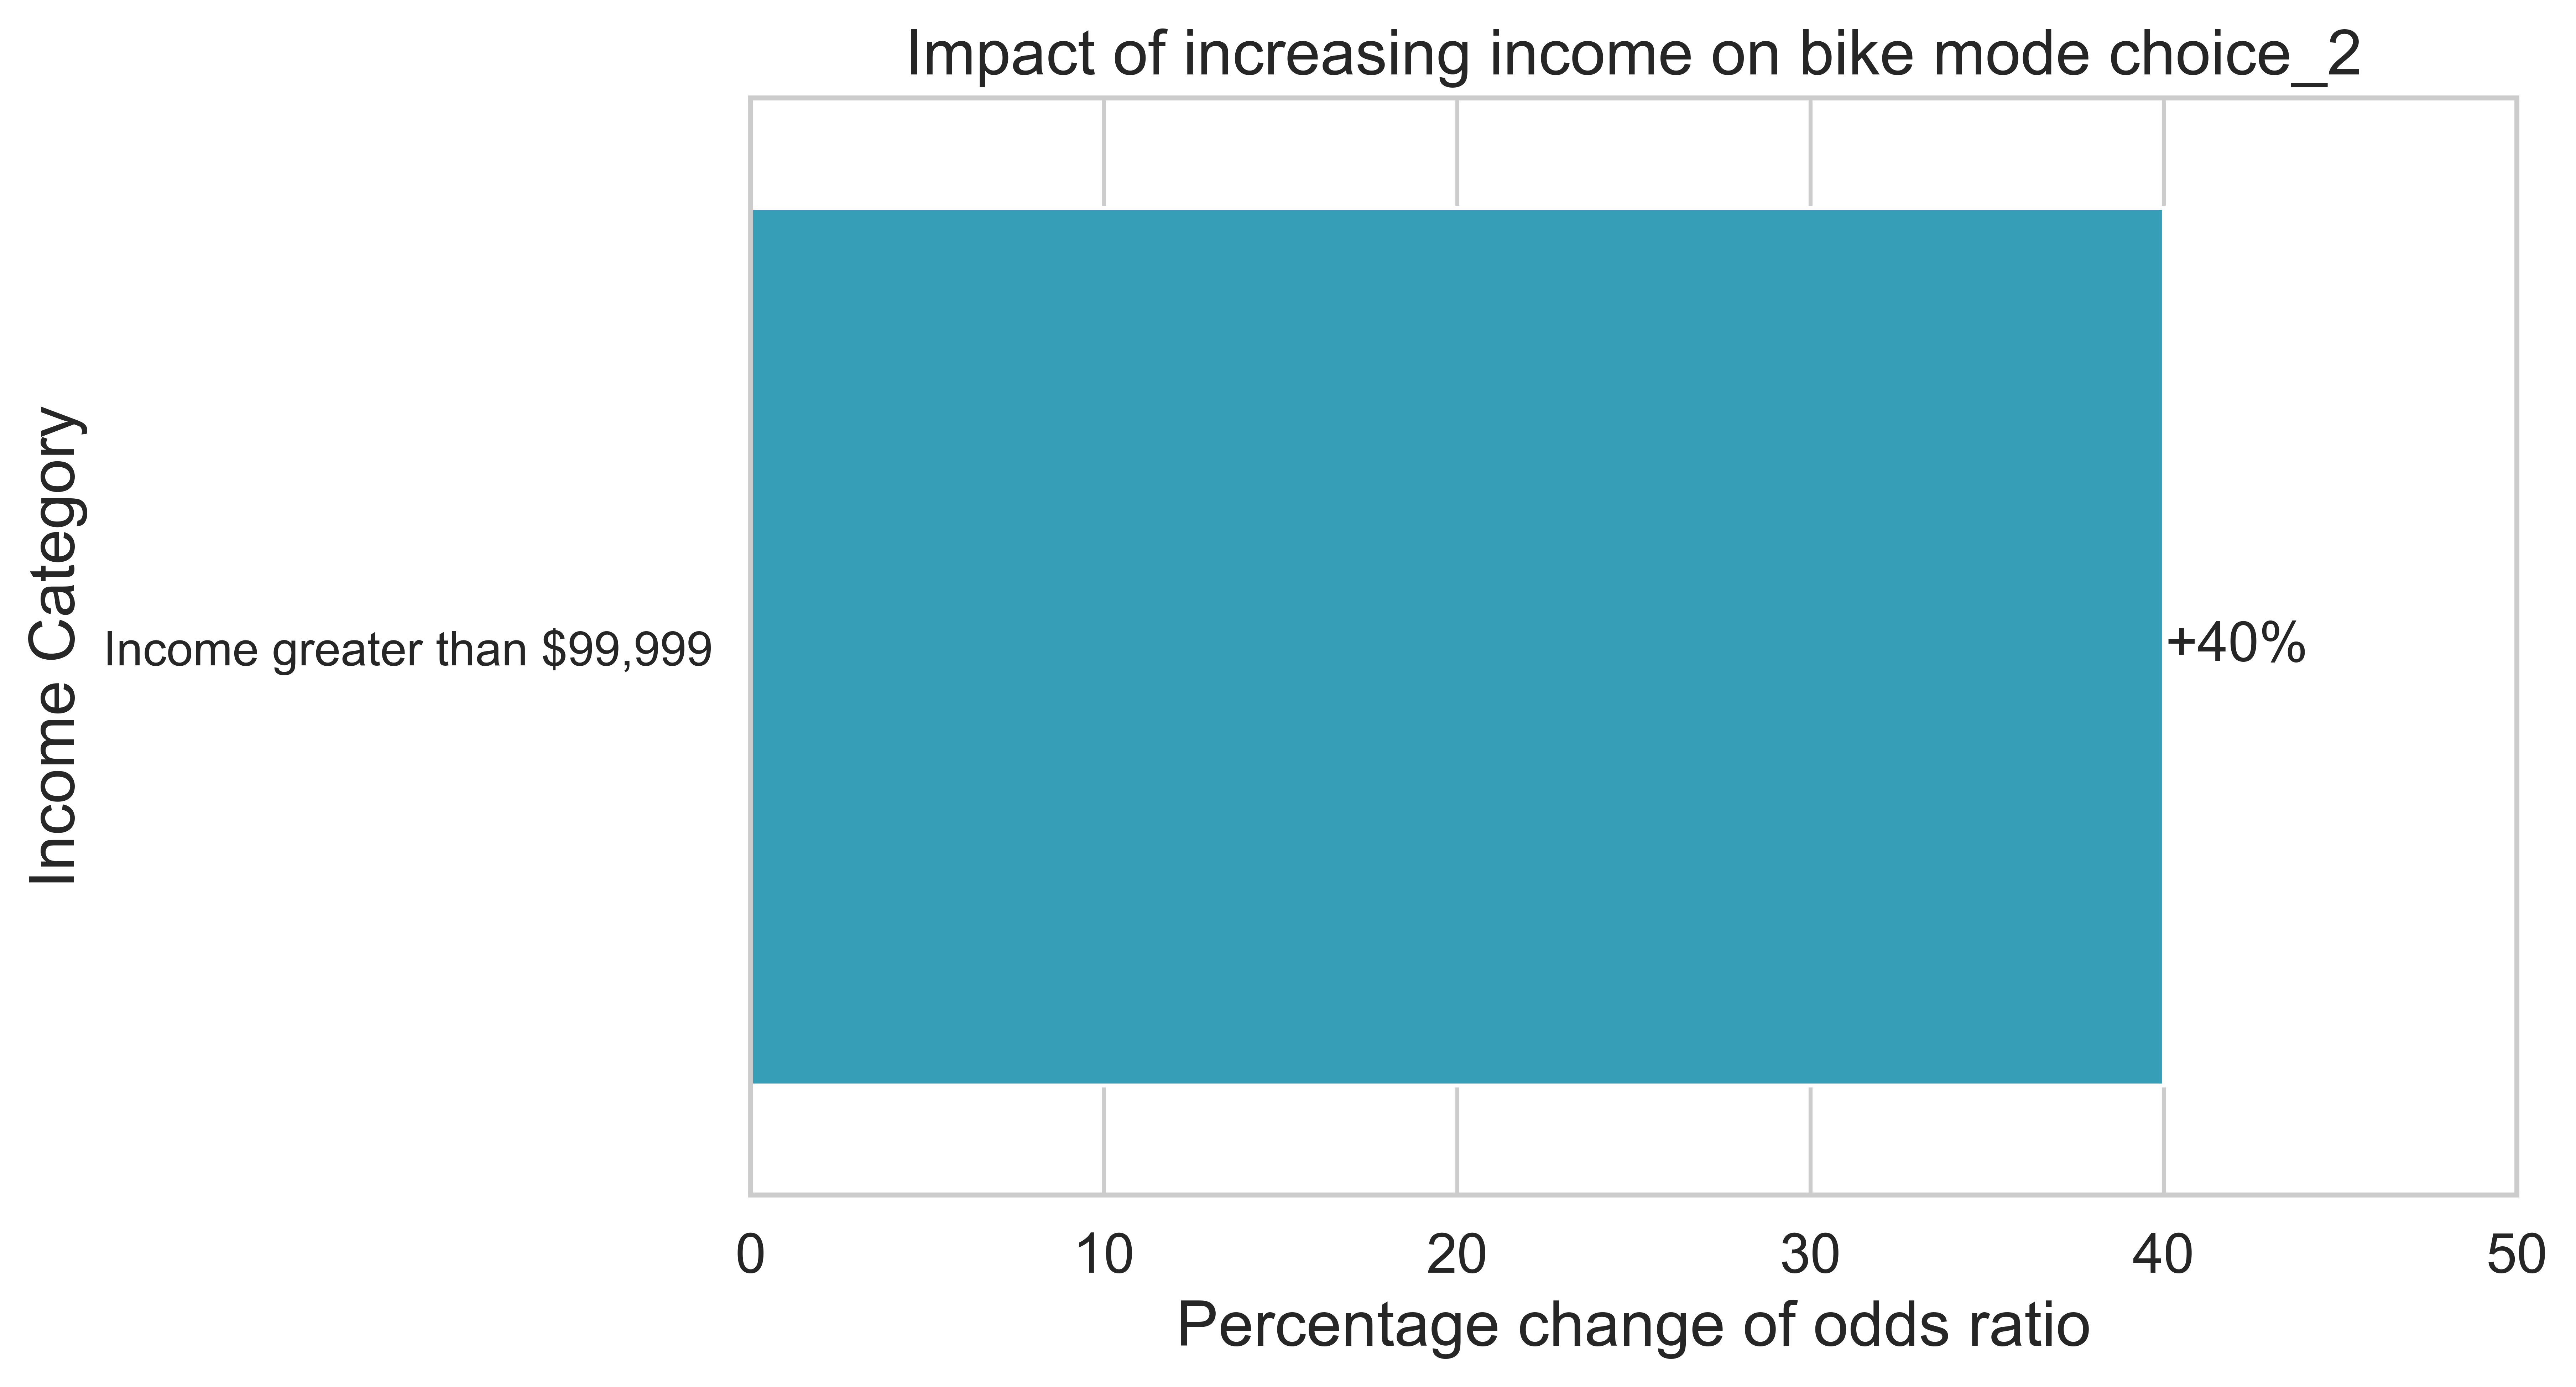 Impact of increasing income on bike mode choice_2
Income Category
Income greater than $99,999
+40%
0 10 20 30 40 50
Percentage change of odds ratio